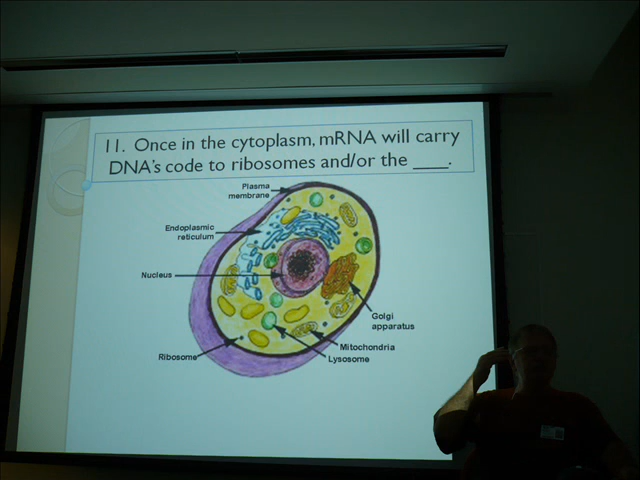 11. Once in the cytoplasm, mRNA will carry
DNA's code to ribosomes and/or the ____.
Plasma
membrane
Endoplasmic
reticulum
Nucleus
Golgi
apparatus
Mitochondria
Ribosome
Lysosome